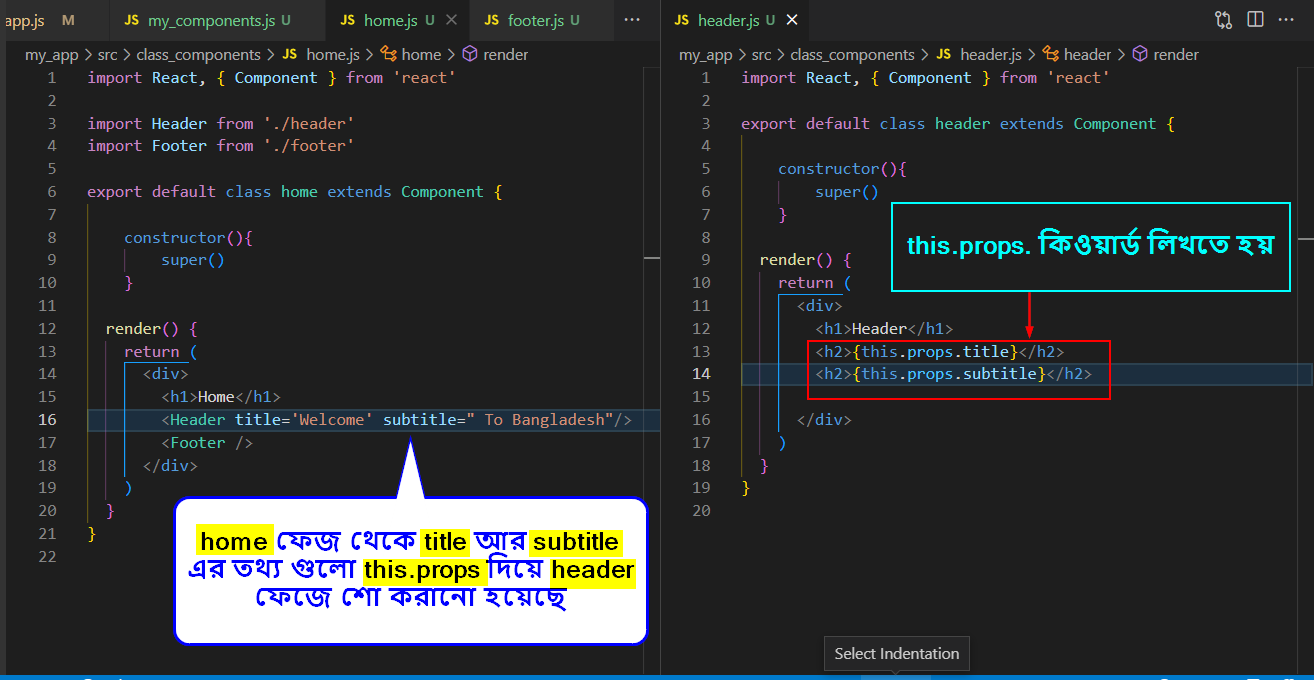 app.js M JS my_components.js U JS home.js U × JS footer.js U ···
my_app > src > class_components > JS home.js > home > render
1 import React, { Component } from 'react'
2
3 import Header from './header'
4 import Footer from './footer'
5
6 export default class home extends Component {
7
8 constructor(){
9 super()
10 }
11
12 render() {
13 return (
14 <div>
15 <h1>Home</h1>
16 <Header title='Welcome' subtitle=" To Bangladesh"/>
17 <Footer />
18 </div>
19 )
20 }
21 }
22
home ফেজ থেকে title আর subtitle
এর তথ্য গুলো this.props দিয়ে header
ফেজে শো করানো হয়েছে
JS header.js U × ···
my_app > src > class_components > JS header.js > header > render
1 import React, { Component } from 'react'
2
3 export default class header extends Component {
4
5 constructor(){
6 super()
7 }
8
9 render() {
10 return (
11 <div>
12 <h1>Header</h1>
13 <h2>{this.props.title}</h2>
14 <h2>{this.props.subtitle}</h2>
15
16 </div>
17 )
18 }
19 }
20
this.props. কিওয়ার্ড লিখতে হয়
Select Indentation